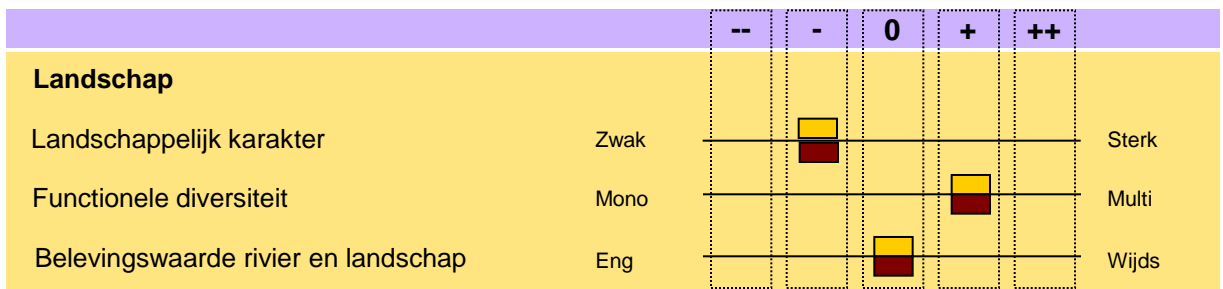 -- - 0 + ++
Landschap
Landschappelijk karakter Zwak Sterk
Functionele diversiteit Mono Multi
Belevingswaarde rivier en landschap Eng Wijds